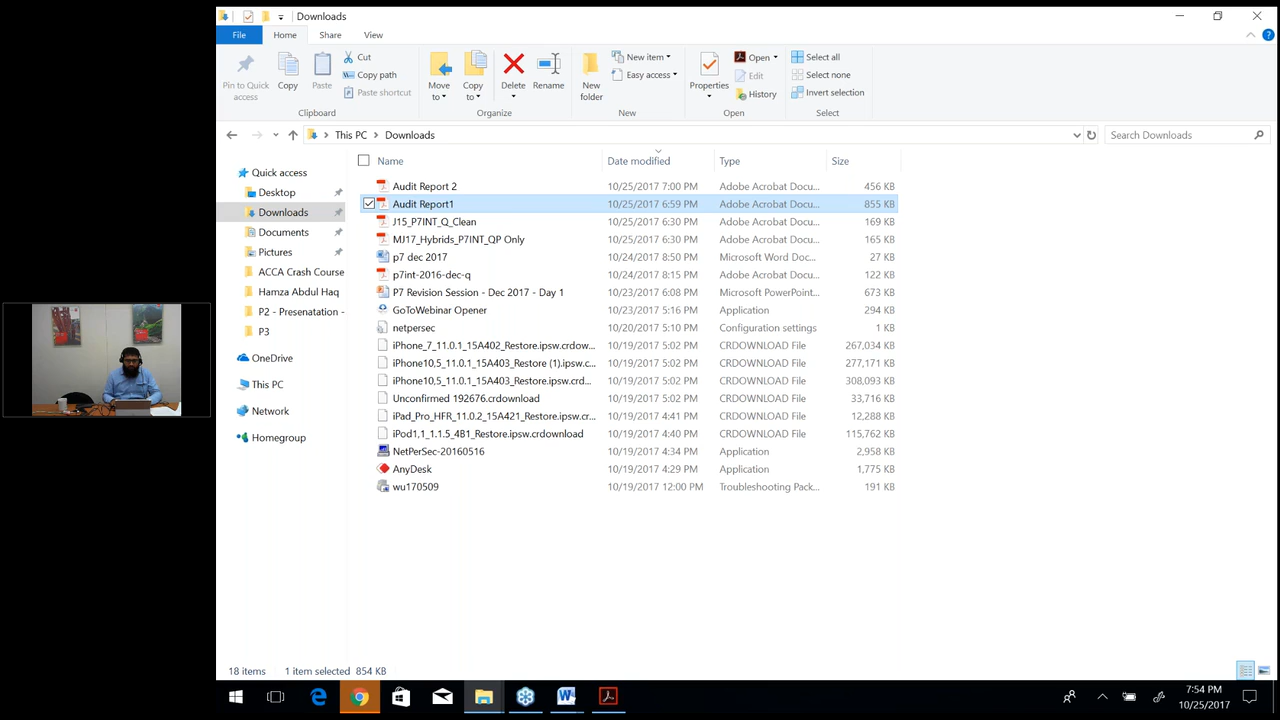 Downloads
File Home Share View
Pin to Quick access
Copy
Paste
Cut
Copy path
Paste shortcut
Clipboard
Move to
Copy to
Delete
Rename
Organize
New folder
New item
Easy access
New
Properties
Open
Edit
History
Open
Select all
Select none
Invert selection
Select
This PC Downloads
Search Downloads
Name Date modified Type Size
Quick access
Desktop
Downloads
Documents
Pictures
ACCA Crash Course
Hamza Abdul Haq
P2 - Presenatation -
P3
OneDrive
This PC
Network
Homegroup
Audit Report 2 10/25/2017 7:00 PM Adobe Acrobat Docu... 456 KB
Audit Report1 10/25/2017 6:59 PM Adobe Acrobat Docu... 855 KB
J15_P7INT_Q_Clean 10/25/2017 6:30 PM Adobe Acrobat Docu... 169 KB
MJ17_Hybrids_P7INT_QP Only 10/25/2017 6:30 PM Adobe Acrobat Docu... 165 KB
p7 dec 2017 10/24/2017 8:50 PM Microsoft Word Doc... 27 KB
p7int-2016-dec-q 10/24/2017 8:15 PM Adobe Acrobat Docu... 122 KB
P7 Revision Session - Dec 2017 - Day 1 10/23/2017 6:08 PM Microsoft PowerPoint... 673 KB
GoToWebinar Opener 10/23/2017 5:16 PM Application 294 KB
netpersec 10/20/2017 5:10 PM Configuration settings 1 KB
iPhone_7_11.0.1_15A402_Restore.ipsw.crdow... 10/19/2017 5:02 PM CRDOWNLOAD File 267,034 KB
iPhone10,5_11.0.1_15A403_Restore (1).ipsw.c... 10/19/2017 5:02 PM CRDOWNLOAD File 277,171 KB
iPhone10,5_11.0.1_15A403_Restore.ipsw.crd... 10/19/2017 5:02 PM CRDOWNLOAD File 308,093 KB
Unconfirmed 192676.crdownload 10/19/2017 5:02 PM CRDOWNLOAD File 33,716 KB
iPad_Pro_HFR_11.0.2_15A421_Restore.ipsw.c... 10/19/2017 4:41 PM CRDOWNLOAD File 12,288 KB
iPod1,1_1.1.5_4B1_Restore.ipsw.crdownload 10/19/2017 4:40 PM CRDOWNLOAD File 115,762 KB
NetPerSec-20160516 10/19/2017 4:34 PM Application 2,958 KB
AnyDesk 10/19/2017 4:29 PM Application 1,775 KB
wu170509 10/19/2017 12:00 PM Troubleshooting Pack... 191 KB
18 items 1 item selected 854 KB
7:54 PM
10/25/2017